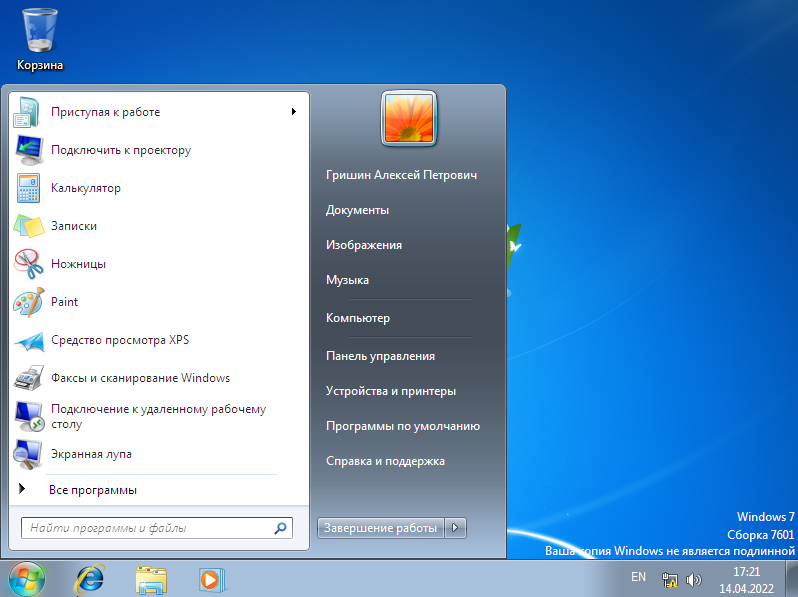 Корзина
Приступая к работе
Подключить к проектору
Калькулятор
Записки
Ножницы
Paint
Средство просмотра XPS
Факсы и сканирование Windows
Подключение к удаленному рабочему
столу
Экранная лупа
Все программы
Найти программы и файлы
Гришин Алексей Петрович
Документы
Изображения
Музыка
Компьютер
Панель управления
Устройства и принтеры
Программы по умолчанию
Справка и поддержка
Завершение работы
Windows 7
Сборка 7601
Ваша копия Windows не является подлинной
EN
17:21
14.04.2022